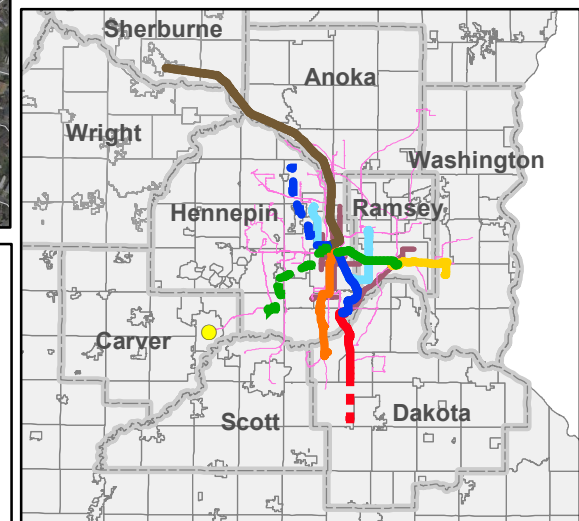 Sherburne
Anoka
Wright
Washington
Hennepin
Ramsey
Carver
Scott
Dakota